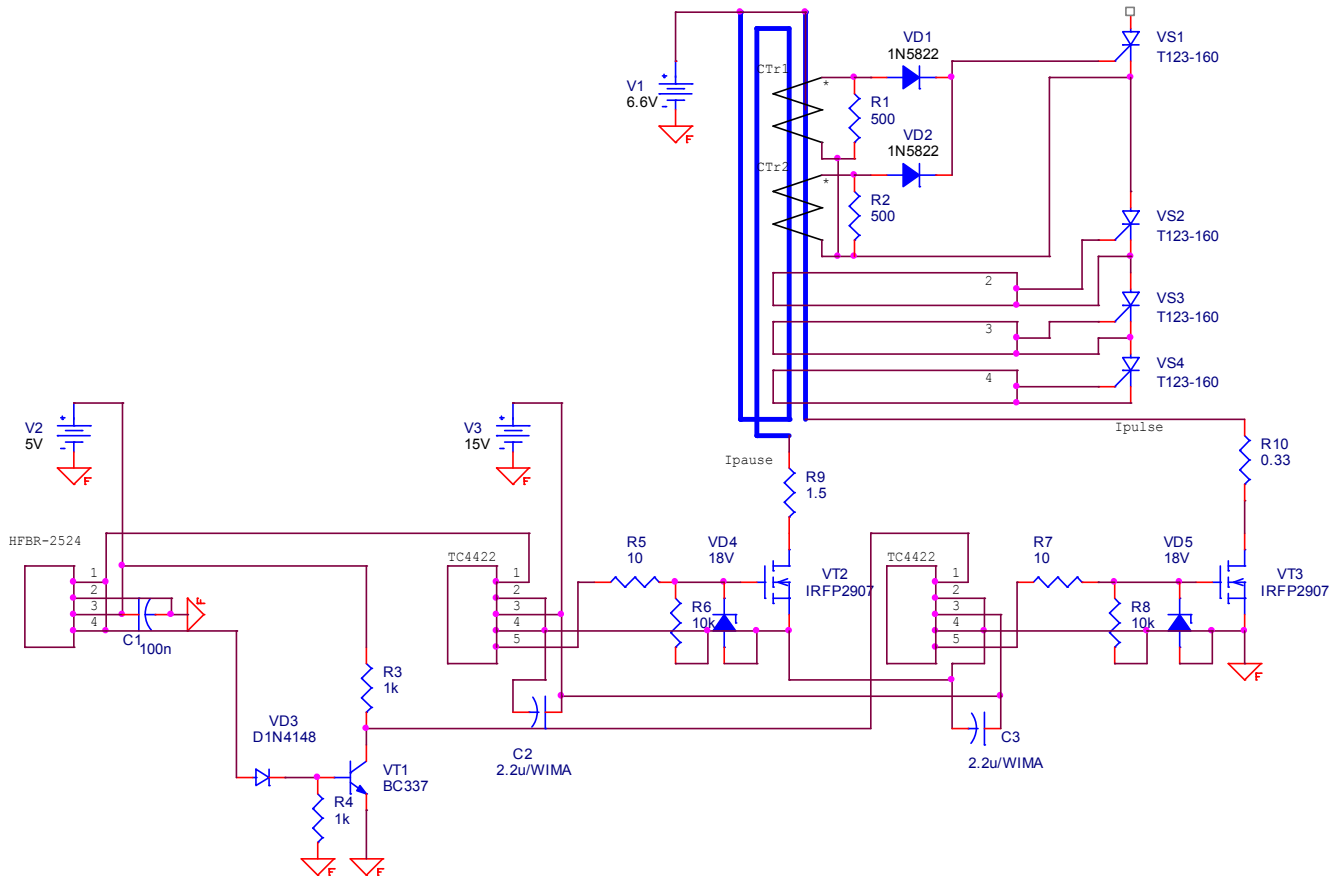 VS1
T123-160
VD1
1N5822
CTr1
*
V1
6.6V
R1
500
VD2
1N5822
CTr2
*
R2
500
VS2
T123-160
2
VS3
T123-160
3
VS4
T123-160
4
V2
5V
F
V3
15V
F
F
Ipause
Ipulse
R9
1.5
R10
0.33
HFBR-2524
1
2
3
4
C1
100n
F
TC4422
1
2
3
4
5
R5
10
VD4
18V
R6
10k
VT2
IRFP2907
TC4422
1
2
3
4
5
R7
10
VD5
18V
R8
10k
VT3
IRFP2907
F
R3
1k
VD3
D1N4148
VT1
BC337
R4
1k
F
F
C2
2.2u/WIMA
C3
2.2u/WIMA